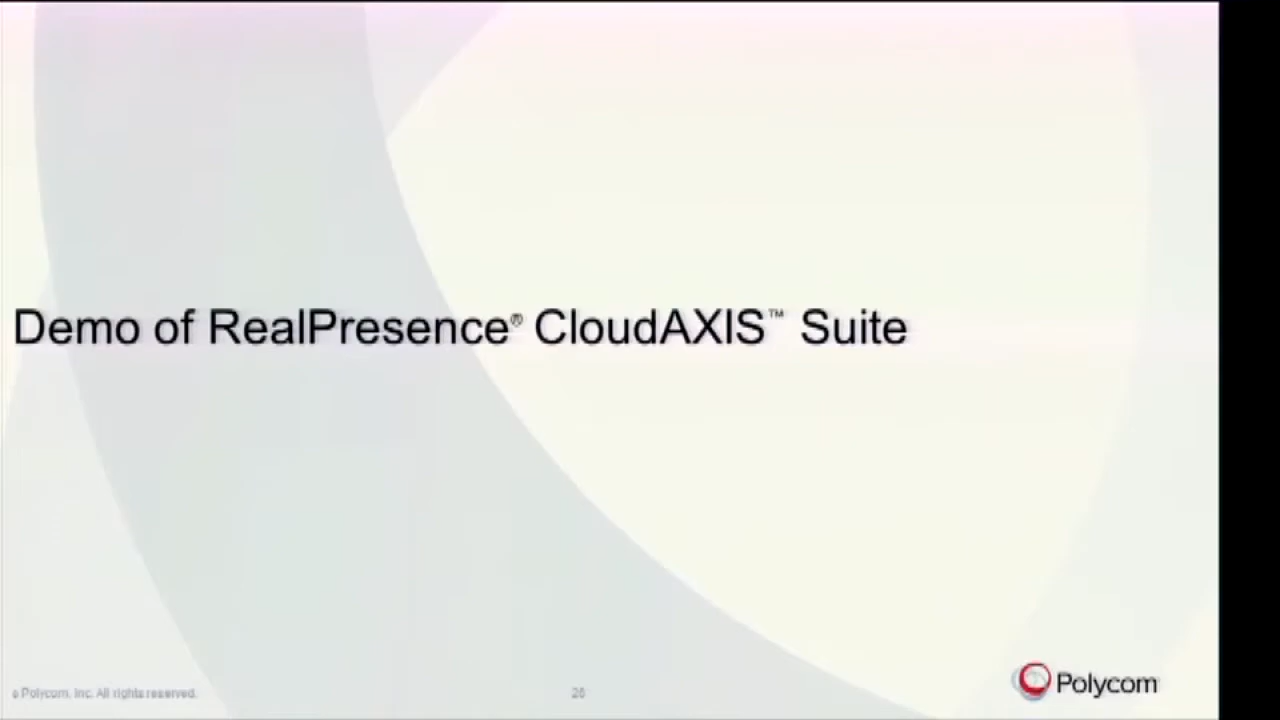 Demo of RealPresence® CloudAXIS™ Suite
Polycom, Inc. All rights reserved.
Polycom